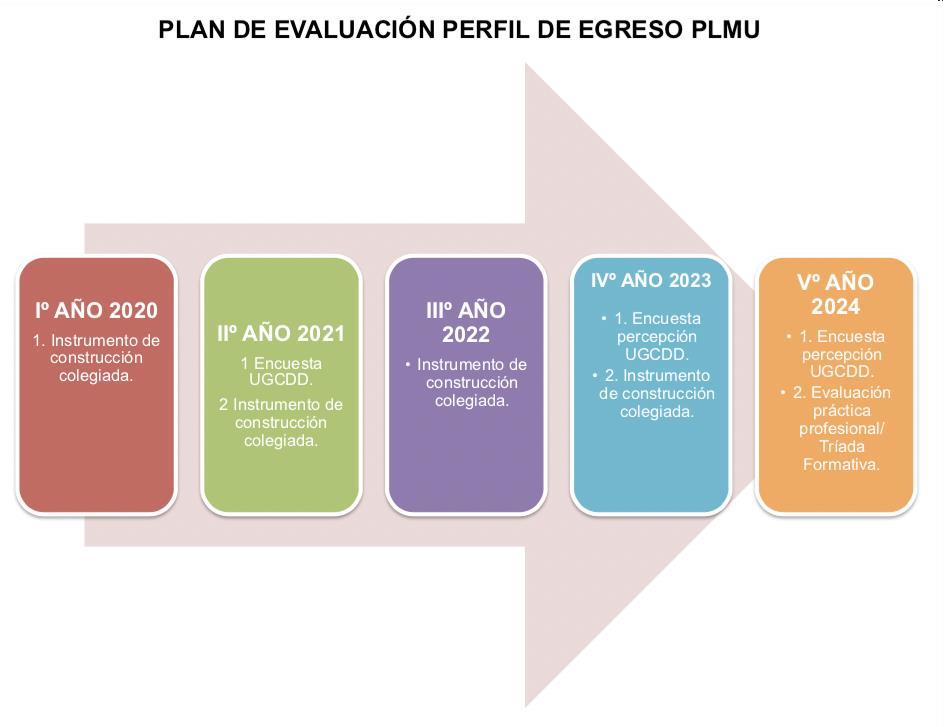 PLAN DE EVALUACIÓN PERFIL DE EGRESO PLMU
Iº AÑO 2020
1. Instrumento de
construcción
colegiada.
IIº AÑO 2021
1 Encuesta
UGCDD.
2 Instrumento de
construcción
colegiada.
IIIº AÑO
2022
• Instrumento de
construcción
colegiada.
IVº AÑO 2023
• 1. Encuesta
percepción
UGCDD.
• 2. Instrumento
de construcción
colegiada.
Vº AÑO
2024
• 1. Encuesta
percepción
UGCDD.
• 2. Evaluación
práctica
profesional/
Tríada
Formativa.